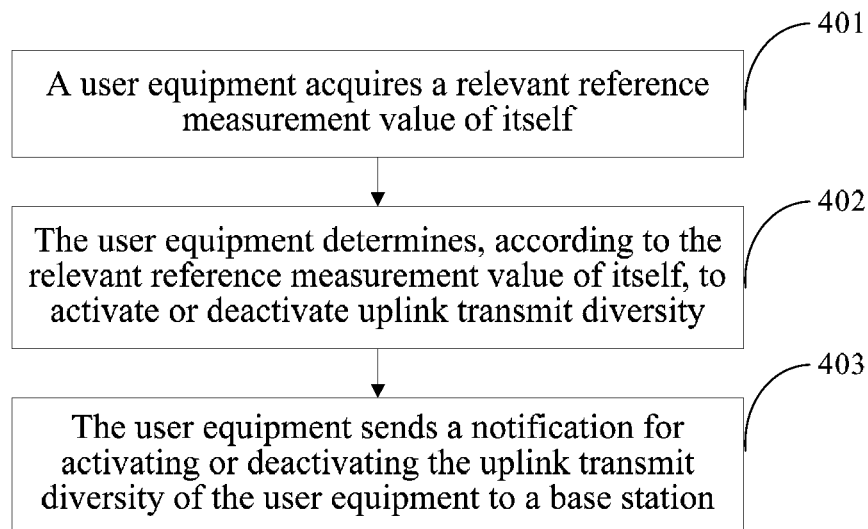 401
A user equipment acquires a relevant reference
measurement value of itself
402
The user equipment determines, according to the
relevant reference measurement value of itself, to
activate or deactivate uplink transmit diversity
403
The user equipment sends a notification for
activating or deactivating the uplink transmit
diversity of the user equipment to a base station